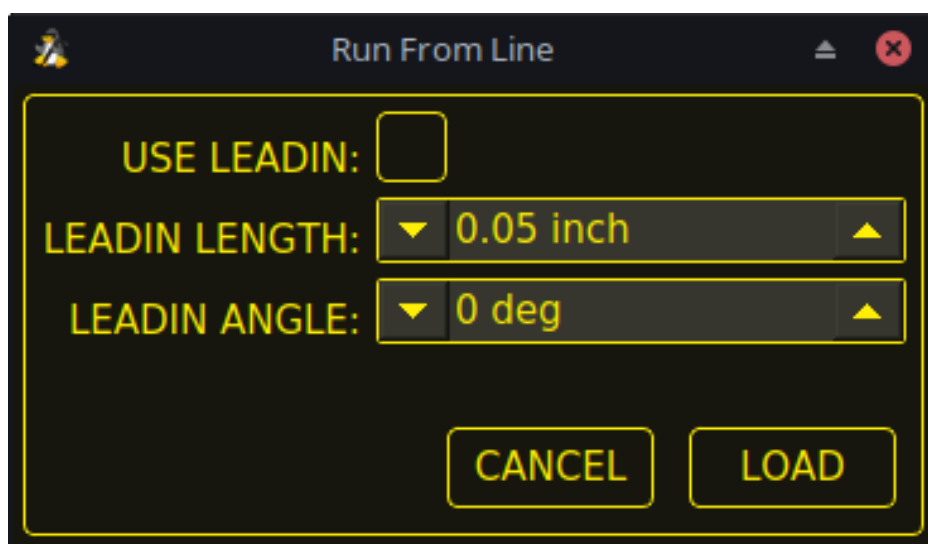 Run From Line
USE LEADIN:
LEADIN LENGTH: 0.05 inch
LEADIN ANGLE: 0 deg
CANCEL LOAD